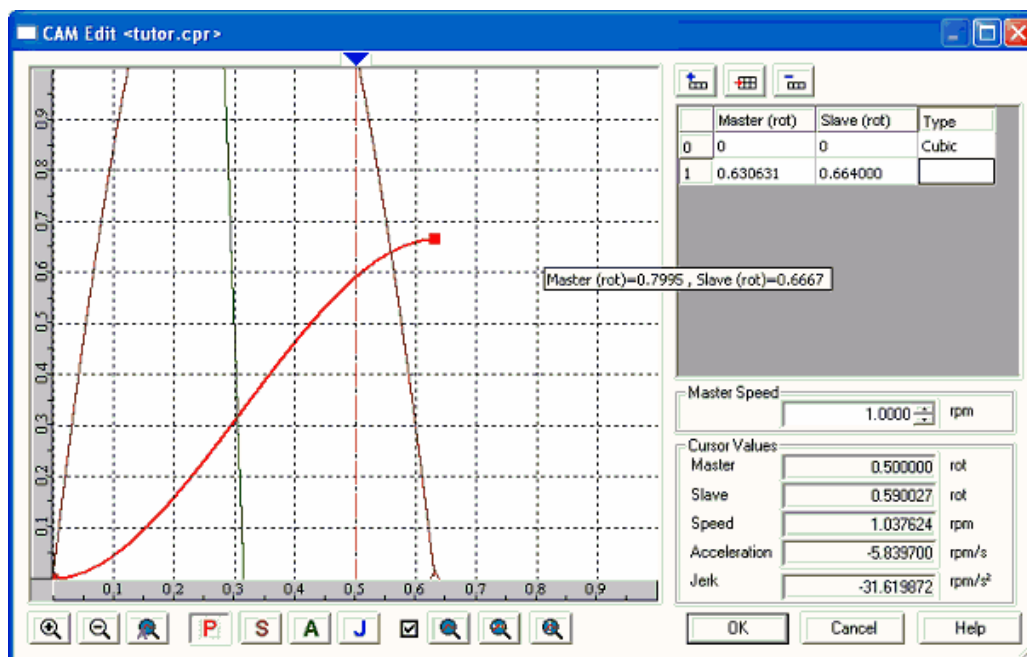 CAM Edit <tutor.cpr>
Master (rot) Slave (rot) Type
0 0 0 Cubic
1 0.630631 0.664000
0,9
0,8
0,7
0,6
0,5
0,4
0,3
0,2
0,1
Master (rot)=0.7995 , Slave (rot)=0.6667
0,1 0,2 0,3 0,4 0,5 0,6 0,7 0,8 0,9
Master Speed
1.0000 rpm
Cursor Values
Master 0.500000 rot
Slave 0.590027 rot
Speed 1.037624 rpm
Acceleration -5.839700 rpm/s
Jerk -31.619872 rpm/s²
P S A J
OK Cancel Help